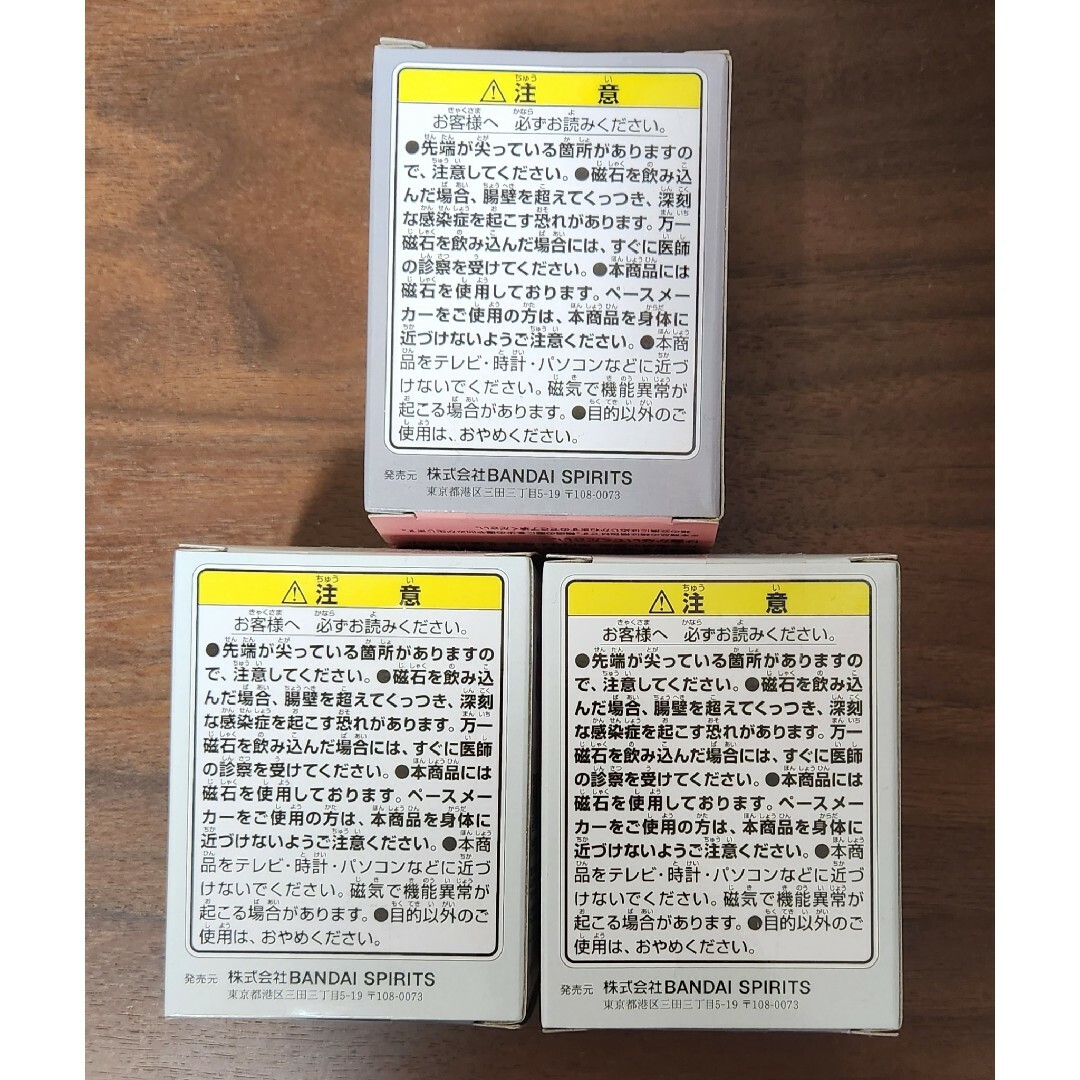 ⚠注意
お客様へ 必ずお読みください。
●先端が尖っている箇所がありますの
で、注意してください。●磁石を飲み込
んだ場合、腸壁を超えてくっつき、深刻
な感染症を起こす恐れがあります。万一
磁石を飲み込んだ場合には、すぐに医師
の診察を受けてください。●本商品には
磁石を使用しております。ペースメー
カーをご使用の方は、本商品を身体に
近づけないようご注意ください。●本商
品をテレビ・時計・パソコンなどに近づ
けないでください。磁気で機能異常が
起こる場合があります。●目的以外のご
使用は、おやめください。
発売元 株式会社BANDAI SPIRITS
東京都港区三田三丁目5-19 〒108-0073
⚠注意
お客様へ 必ずお読みください。
●先端が尖っている箇所がありますの
で、注意してください。●磁石を飲み込
んだ場合、腸壁を超えてくっつき、深刻
な感染症を起こす恐れがあります。万一
磁石を飲み込んだ場合には、すぐに医師
の診察を受けてください。●本商品には
磁石を使用しております。ペースメー
カーをご使用の方は、本商品を身体に
近づけないようご注意ください。●本商
品をテレビ・時計・パソコンなどに近づ
けないでください。磁気で機能異常が
起こる場合があります。●目的以外のご
使用は、おやめください。
発売元 株式会社BANDAI SPIRITS
東京都港区三田三丁目5-19 〒108-0073
⚠注意
お客様へ 必ずお読みください。
●先端が尖っている箇所がありますの
で、注意してください。●磁石を飲み込
んだ場合、腸壁を超えてくっつき、深刻
な感染症を起こす恐れがあります。万一
磁石を飲み込んだ場合には、すぐに医師
の診察を受けてください。●本商品には
磁石を使用しております。ペースメー
カーをご使用の方は、本商品を身体に
近づけないようご注意ください。●本商
品をテレビ・時計・パソコンなどに近づ
けないでください。磁気で機能異常が
起こる場合があります。●目的以外のご
使用は、おやめください。
発売元 株式会社BANDAI SPIRITS
東京都港区三田三丁目5-19 〒108-0073